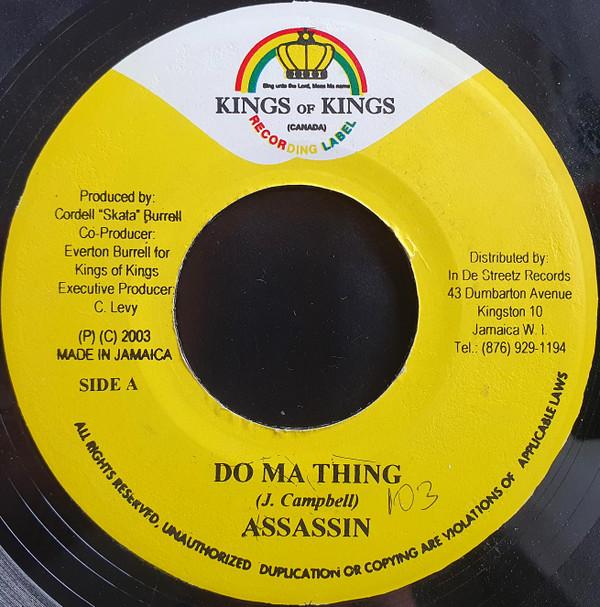 Sing unto the Lord, bless his name
KINGS OF KINGS
(CANADA)
RECORDING LABEL
Produced by:
Cordell "Skata" Burrell
Co-Producer:
Everton Burrell for
Kings of Kings
Executive Producer
C. Levy
(P) (C) 2003
MADE IN JAMAICA
SIDE A
Distributed by:
In De Streetz Records
43 Dumbarton Avenue
Kingston 10
Jamaica W. I.
Tel.: (876) 929-1194
DO MA THING
(J. Campbell)
103
ASSASSIN
ALL RIGHTS RESERVED, UNAUTHORIZED DUPLICATION OR COPYING ARE VIOLATIONS OF APPLICABLE LAWS